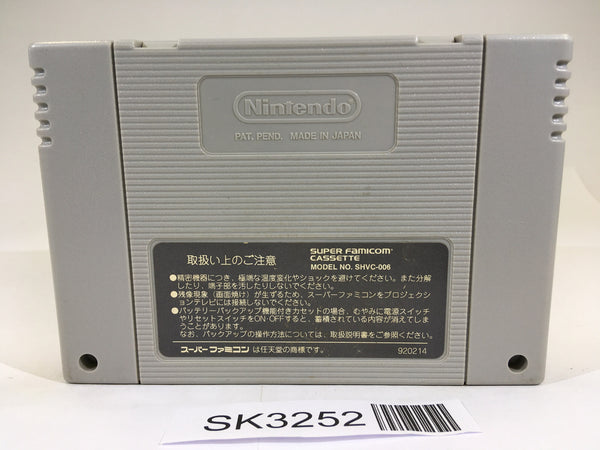 Nintendo
PAT. PEND. MADE IN JAPAN
取扱い上のご注意
SUPER FAMICOM
CASSETTE
MODEL NO. SHVC-006
●精密機器につき、極端な温度変化やショックを避けてください。また分解
したり、端子部を汚したりしないでください。
●残像現象（画面焼け）が生ずるため、スーパーファミコンをプロジェクシ
ョンテレビには接続しないでください。
●バッテリーバックアップ機能付きカセットの場合、むやみに電源スイッチ
やリセットスイッチをON・OFFすると、蓄積されている内容が消えてしま
うことがあります。
なお、バックアップの操作方法については、取扱説明書をご参照ください。
スーパーファミコン は任天堂の商標です。
920214
SK3252